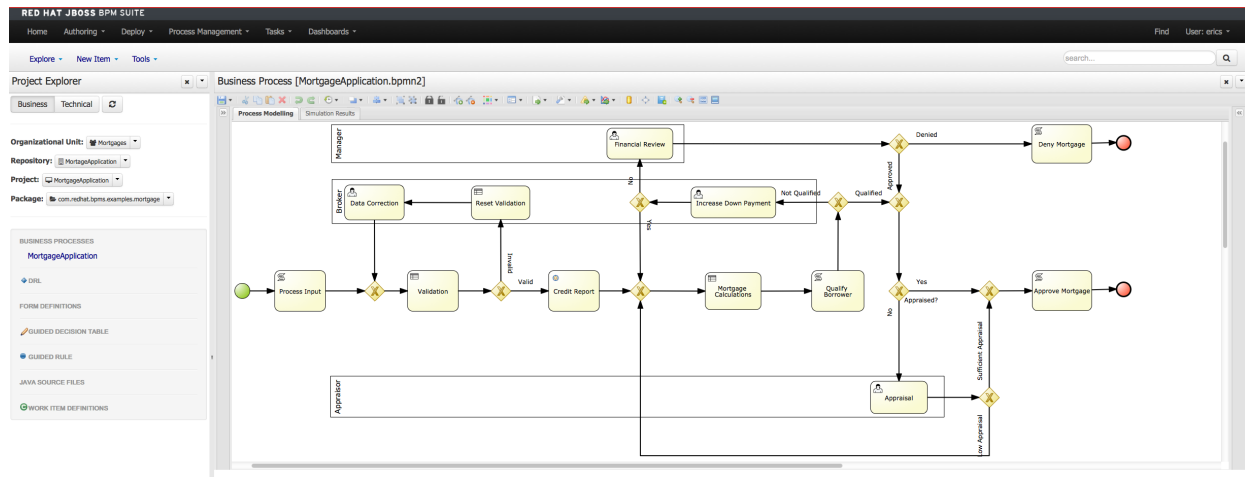 RED HAT JBOSS BPM SUITE
Home Authoring Deploy Process Management Tasks Dashboards Find User: erics
Explore New Item Tools search...
Project Explorer
Business Technical
Organizational Unit: Mortgages
Repository: MortageApplication
Project: MortgageApplication
Package: com.redhat.bpms.examples.mortgage
BUSINESS PROCESSES
MortgageApplication
DRL
FORM DEFINITIONS
GUIDED DECISION TABLE
GUIDED RULE
JAVA SOURCE FILES
WORK ITEM DEFINITIONS
Business Process [MortgageApplication.bpmn2]
Process Modelling Simulation Results
Manager
Financial Review
Denied
Deny Mortgage
No
Approved
Broker
Data Correction
Reset Validation
Increase Down Payment
Not Qualified
Qualified
Yes
Invalid
Process Input
Validation
Valid
Credit Report
Mortgage
Calculations
Qualify
Borrower
Yes
Appraised?
Approve Mortgage
No
Sufficient Appraisal
Appraisor
Appraisal
Low Appraisal